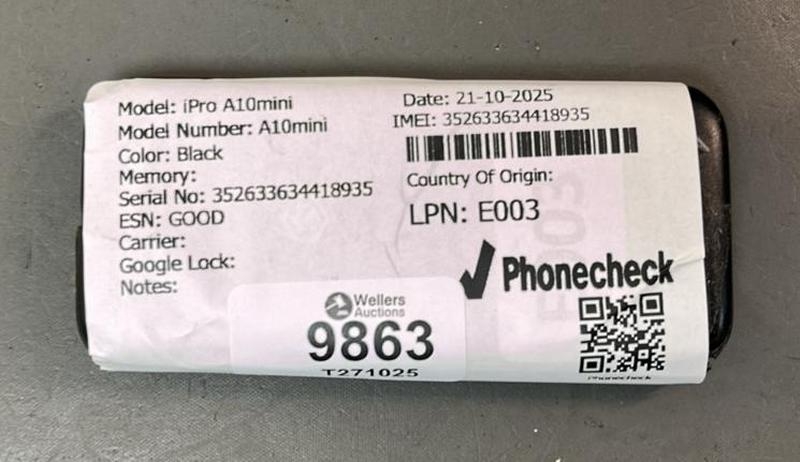 Model: iPro A10mini
Model Number: A10mini
Color: Black
Memory:
Serial No: 352633634418935
ESN: GOOD
Carrier:
Google Lock:
Notes:
Date: 21-10-2025
IMEI: 352633634418935
Country Of Origin:
LPN: E003
Phonecheck
Phonecheck
Wellers
Auctions
9863
T271025